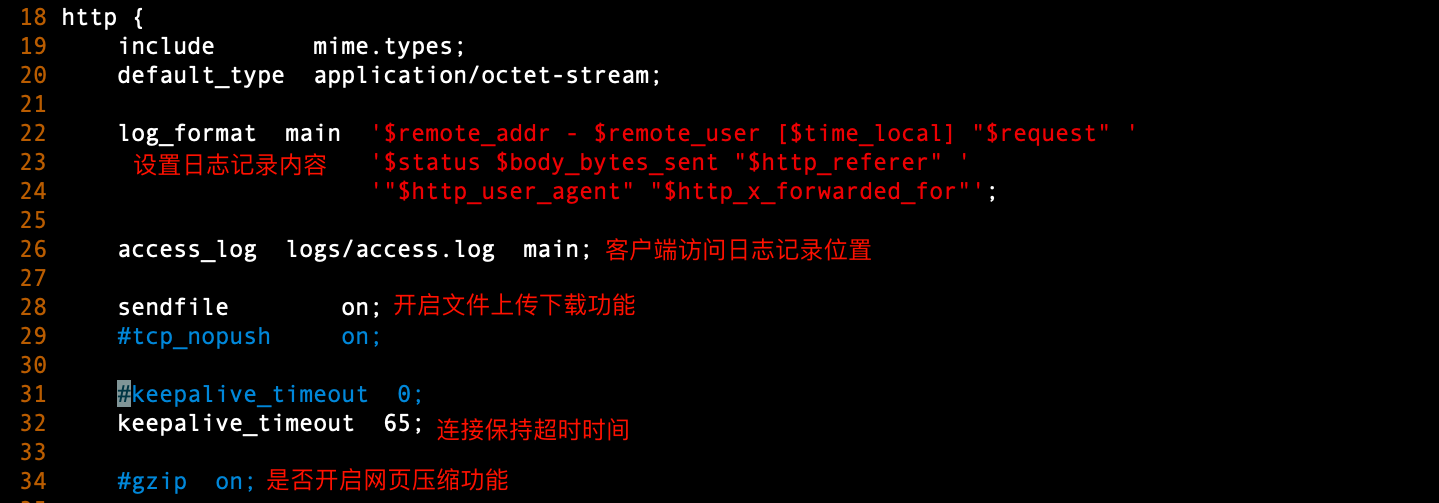 18 http {
19     include       mime.types;
20     default_type  application/octet-stream;
21
22     log_format  main  '$remote_addr - $remote_user [$time_local] "$request" '
23     设置日志记录内容   '$status $body_bytes_sent "$http_referer" '
24                       '"$http_user_agent" "$http_x_forwarded_for"';
25
26     access_log  logs/access.log  main; 客户端访问日志记录位置
27
28     sendfile        on; 开启文件上传下载功能
29     #tcp_nopush     on;
30
31     #keepalive_timeout  0;
32     keepalive_timeout  65; 连接保持超时时间
33
34     #gzip  on; 是否开启网页压缩功能